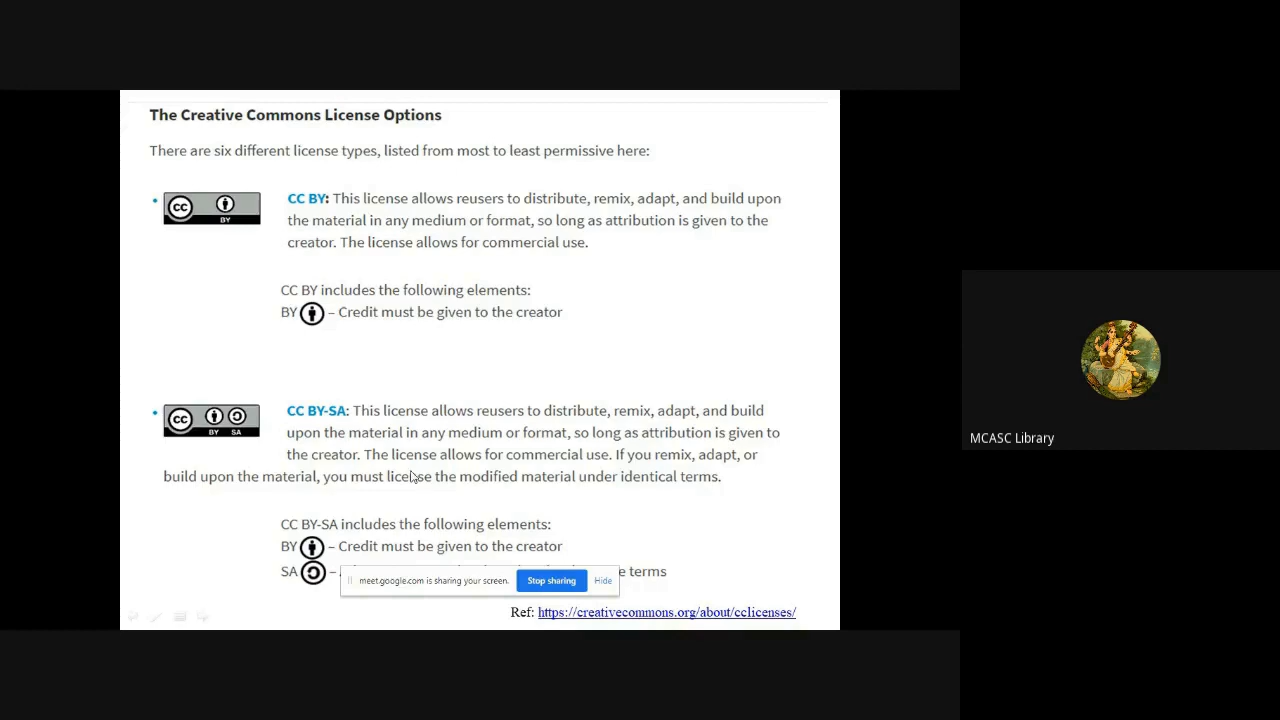 The Creative Commons License Options
There are six different license types, listed from most to least permissive here:
cc BY
CC BY: This license allows reusers to distribute, remix, adapt, and build upon
the material in any medium or format, so long as attribution is given to the
creator. The license allows for commercial use.
CC BY includes the following elements:
BY – Credit must be given to the creator
cc BY SA
CC BY-SA: This license allows reusers to distribute, remix, adapt, and build
upon the material in any medium or format, so long as attribution is given to
the creator. The license allows for commercial use. If you remix, adapt, or
build upon the material, you must license the modified material under identical terms.
CC BY-SA includes the following elements:
BY – Credit must be given to the creator
SA – terms
meet.google.com is sharing your screen. Stop sharing Hide
Ref: https://creativecommons.org/about/cclicenses/
MCASC Library